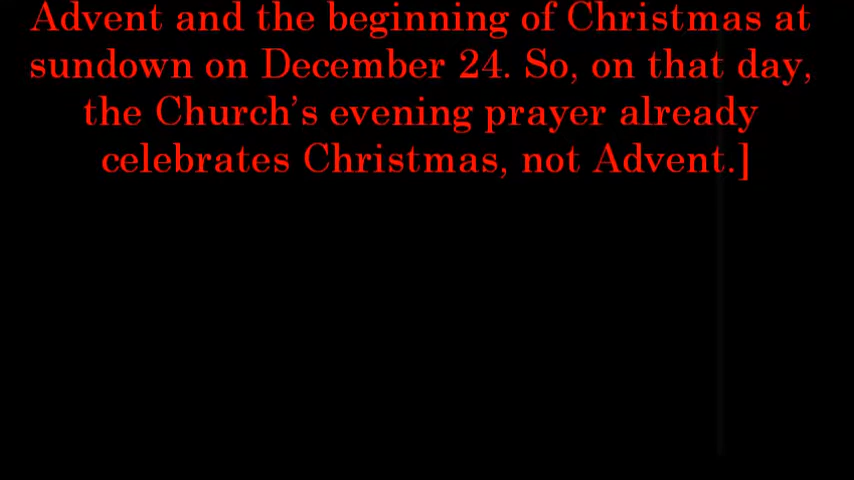 Advent and the beginning of Christmas at
sundown on December 24. So, on that day,
the Church’s evening prayer already
celebrates Christmas, not Advent.]